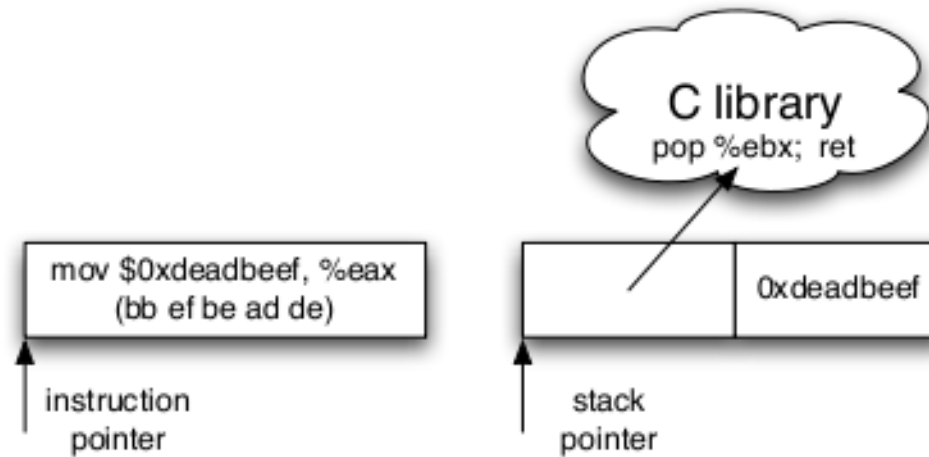 C library
pop %ebx; ret
mov $0xdeadbeef, %eax
(bb ef be ad de)
0xdeadbeef
instruction
pointer
stack
pointer